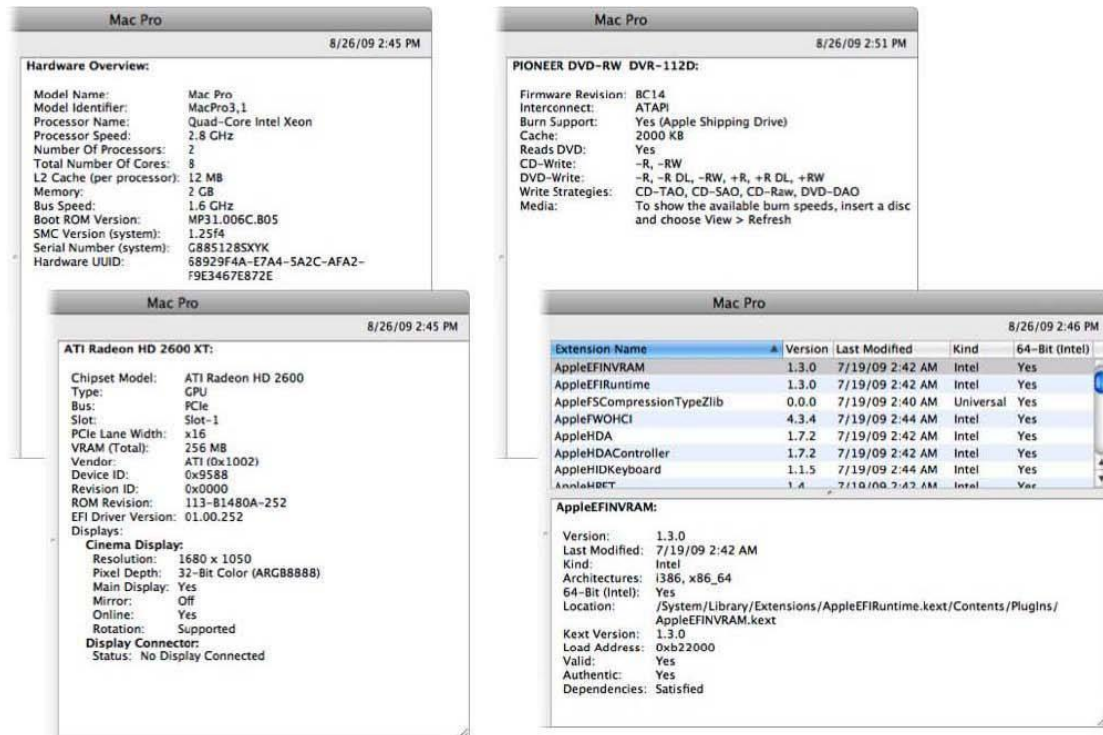 Mac Pro
8/26/09 2:45 PM
Hardware Overview:
Model Name: Mac Pro
Model Identifier: MacPro3,1
Processor Name: Quad-Core Intel Xeon
Processor Speed: 2.8 GHz
Number Of Processors: 2
Total Number Of Cores: 8
L2 Cache (per processor): 12 MB
Memory: 2 GB
Bus Speed: 1.6 GHz
Boot ROM Version: MP31.006C.B05
SMC Version (system): 1.25f4
Serial Number (system): G885128SXYK
Hardware UUID: 68929F4A-E7A4-5A2C-AFA2-
F9E3467E872E
Mac Pro
8/26/09 2:51 PM
PIONEER DVD-RW DVR-112D:
Firmware Revision: BC14
Interconnect: ATAPI
Burn Support: Yes (Apple Shipping Drive)
Cache: 2000 KB
Reads DVD: Yes
CD-Write: -R, -RW
DVD-Write: -R, -R DL, -RW, +R, +R DL, +RW
Write Strategies: CD-TAO, CD-SAO, CD-Raw, DVD-DAO
Media: To show the available burn speeds, insert a disc
and choose View > Refresh
Mac Pro
8/26/09 2:45 PM
ATI Radeon HD 2600 XT:
Chipset Model: ATI Radeon HD 2600
Type: GPU
Bus: PCIe
Slot: Slot-1
PCIe Lane Width: x16
VRAM (Total): 256 MB
Vendor: ATI (0x1002)
Device ID: 0x9588
Revision ID: 0x0000
ROM Revision: 113-B1480A-252
EFI Driver Version: 01.00.252
Displays:
Cinema Display:
Resolution: 1680 x 1050
Pixel Depth: 32-Bit Color (ARGB8888)
Main Display: Yes
Mirror: Off
Online: Yes
Rotation: Supported
Display Connector:
Status: No Display Connected
Mac Pro
8/26/09 2:46 PM
Extension Name Version Last Modified Kind 64-Bit (Intel)
AppleEFINVRAM 1.3.0 7/19/09 2:42 AM Intel Yes
AppleEFIRuntime 1.3.0 7/19/09 2:42 AM Intel Yes
AppleFSCompressionTypeZlib 0.0.0 7/19/09 2:40 AM Universal Yes
AppleFWOHCI 4.3.4 7/19/09 2:44 AM Intel Yes
AppleHDA 1.7.2 7/19/09 2:42 AM Intel Yes
AppleHDAController 1.7.2 7/19/09 2:42 AM Intel Yes
AppleHIDKeyboard 1.1.5 7/19/09 2:44 AM Intel Yes
AppleHPET 1.4 7/19/09 2:42 AM Intel Yes
AppleEFINVRAM:
Version: 1.3.0
Last Modified: 7/19/09 2:42 AM
Kind: Intel
Architectures: i386, x86_64
64-Bit (Intel): Yes
Location: /System/Library/Extensions/AppleEFIRuntime.kext/Contents/PlugIns/
AppleEFINVRAM.kext
Kext Version: 1.3.0
Load Address: 0xb22000
Valid: Yes
Authentic: Yes
Dependencies: Satisfied